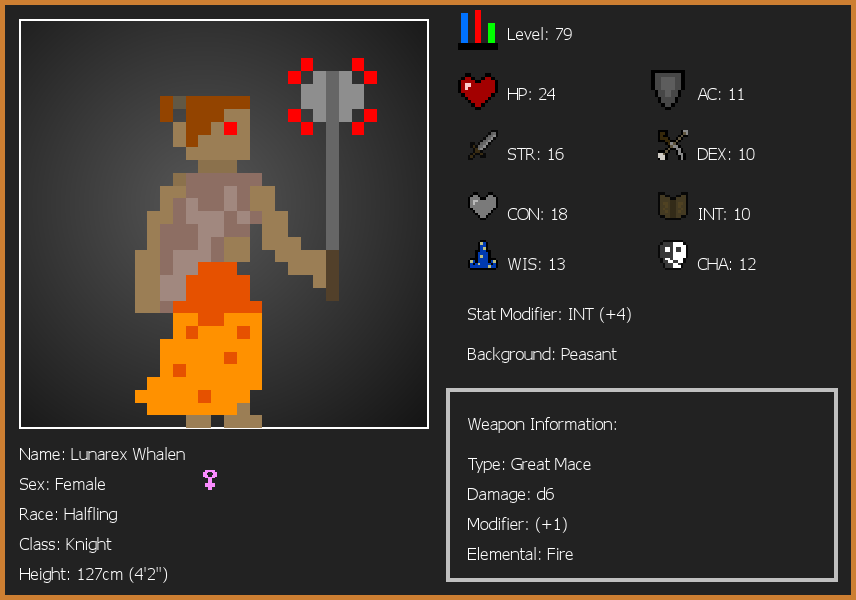 Level: 79
HP: 24
AC: 11
STR: 16
DEX: 10
CON: 18
INT: 10
WIS: 13
CHA: 12
Stat Modifier: INT (+4)
Background: Peasant
Weapon Information:
Type: Great Mace
Damage: d6
Modifier: (+1)
Elemental: Fire
Name: Lunarex Whalen
Sex: Female
Race: Halfling
Class: Knight
Height: 127cm (4'2")